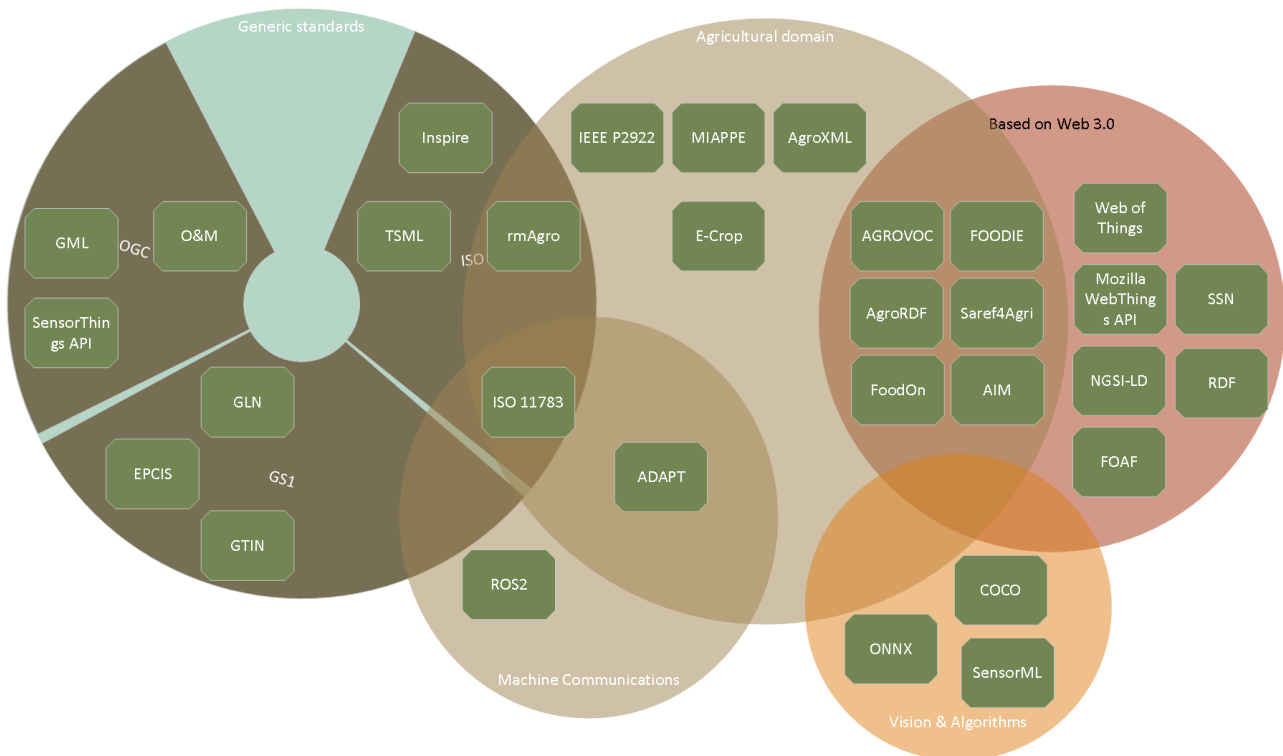 Generic standards
Agricultural domain
Based on Web 3.0
Inspire
IEEE P2922
MIAPPE
AgroXML
GML
OGC
O&M
TSML
ISO
rmAgro
E-Crop
AGROVOC
FOODIE
Web of
Things
SensorThin
gs API
AgroRDF
Saref4Agri
Mozilla
WebThing
s API
SSN
GLN
ISO 11783
FoodOn
AIM
NGSI-LD
RDF
EPCIS
GS1
ADAPT
FOAF
GTIN
ROS2
COCO
ONNX
SensorML
Machine Communications
Vision & Algorithms